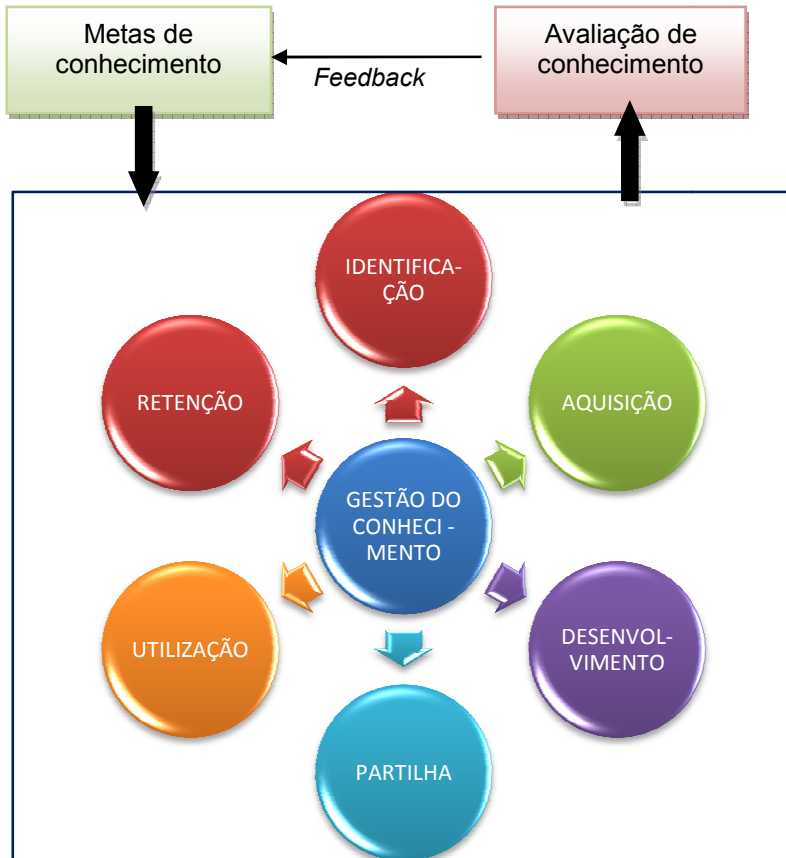 Metas de
conhecimento
Feedback
Avaliação de
conhecimento
IDENTIFICA-
ÇÃO
RETENÇÃO
AQUISIÇÃO
GESTÃO DO
CONHECI -
MENTO
UTILIZAÇÃO
DESENVOL-
VIMENTO
PARTILHA